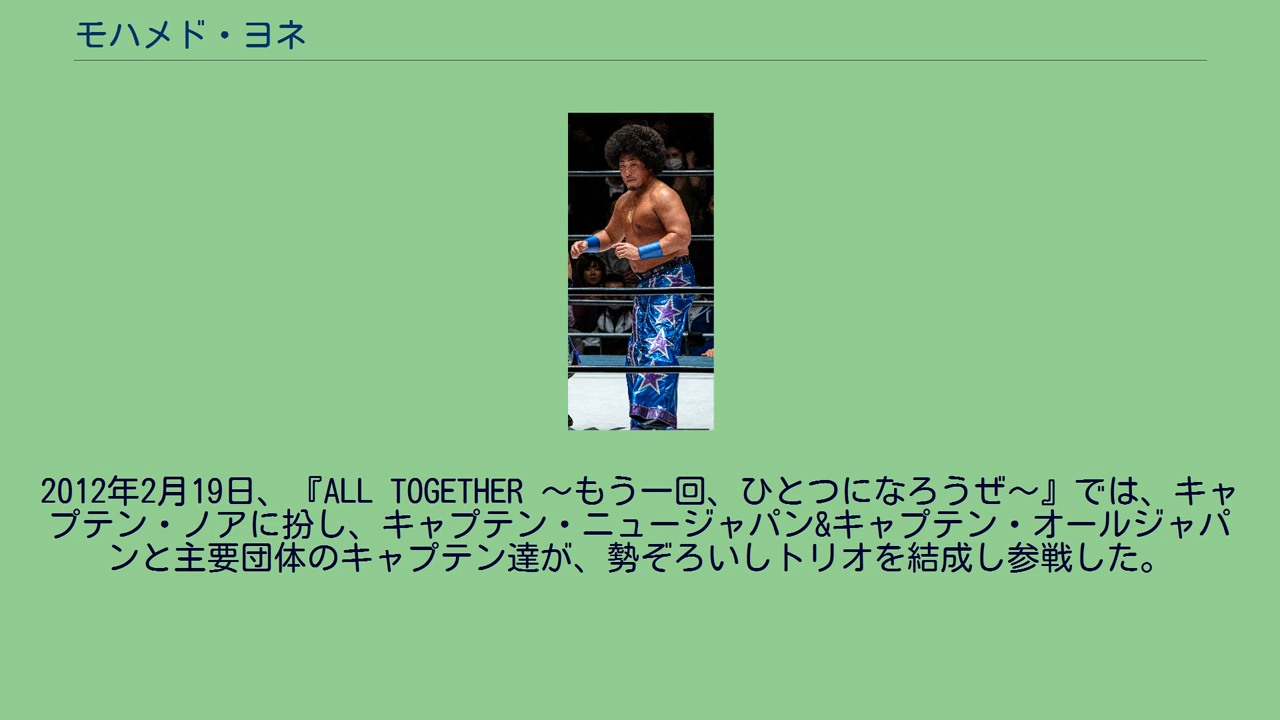 モハメド・ヨネ
2012年2月19日、『ALL TOGETHER ～もう一回、ひとつになろうぜ～』では、キャ
プテン・ノアに扮し、キャプテン・ニュージャパン&キャプテン・オールジャパ
ンと主要団体のキャプテン達が、勢ぞろいしトリオを結成し参戦した。